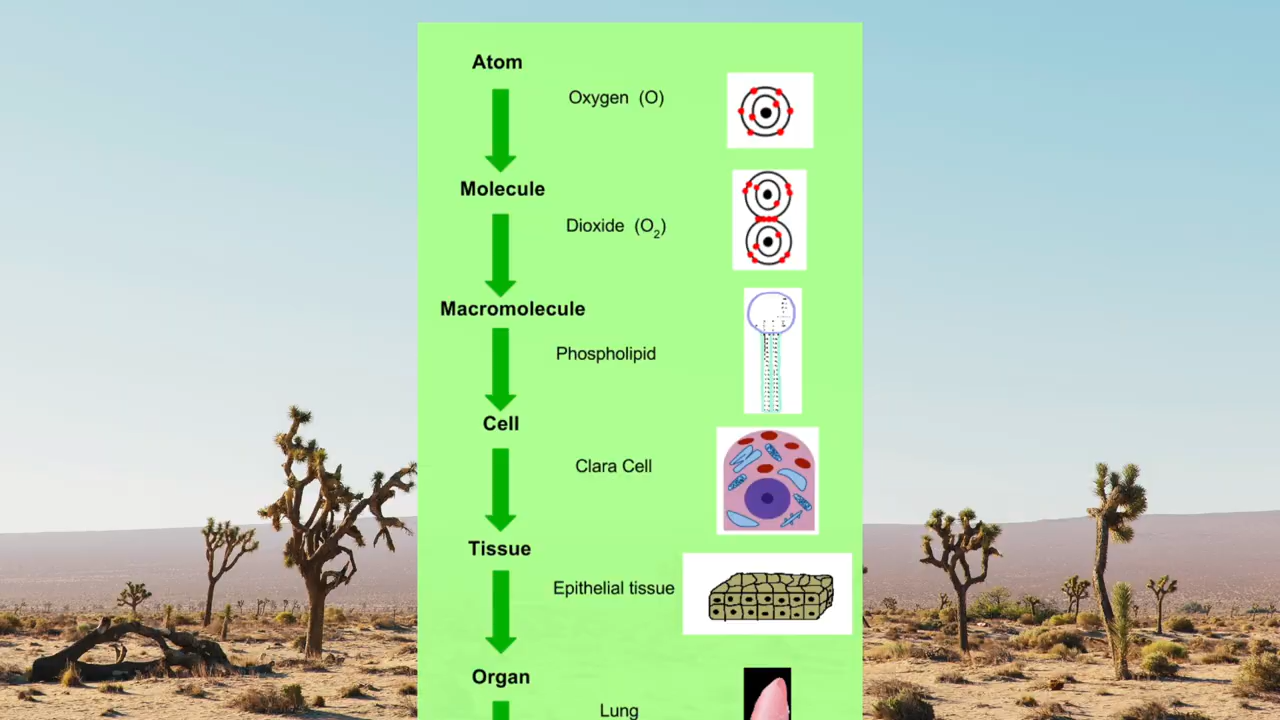 Atom
Oxygen (O)
Molecule
Dioxide (O₂)
Macromolecule
Phospholipid
Cell
Clara Cell
Tissue
Epithelial tissue
Organ
Lung